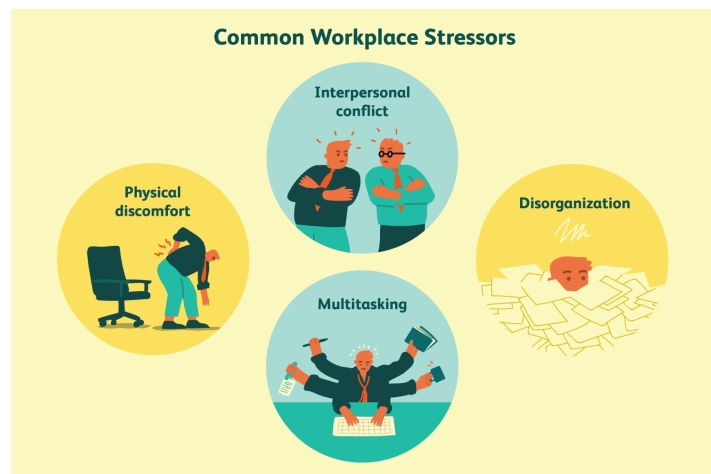 Common Workplace Stressors
Interpersonal
conflict
Physical
discomfort
Disorganization
Multitasking